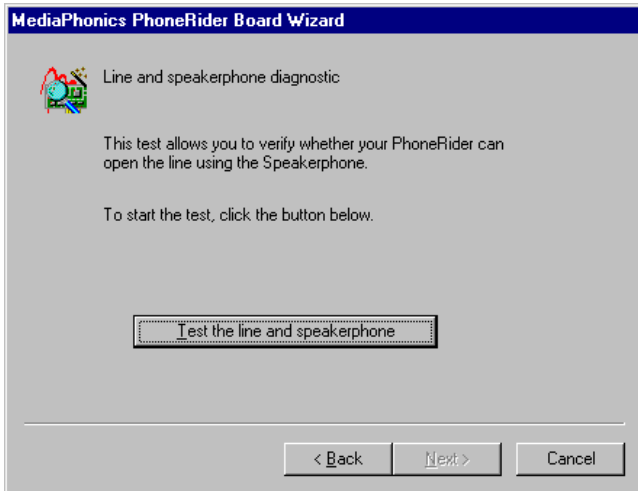 MediaPhonics PhoneRider Board Wizard
Line and speakerphone diagnostic
This test allows you to verify whether your PhoneRider can
open the line using the Speakerphone.
To start the test, click the button below.
Test the line and speakerphone
< Back Next > Cancel